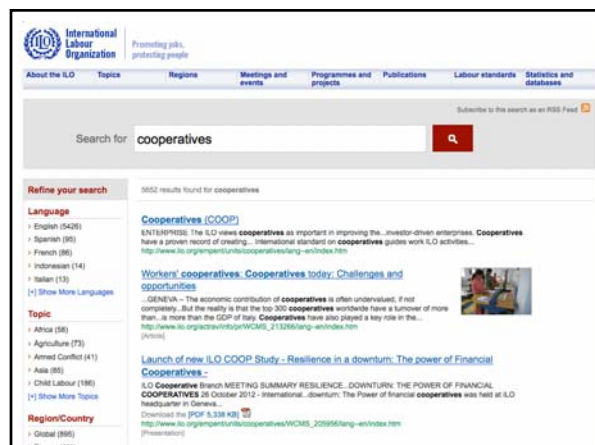 International
Labour
Organization
Promoting jobs,
protecting people
About the ILO Topics Regions Meetings and events Programmes and projects Publications Labour standards Statistics and databases
Subscribe to this search as an RSS Feed
Search for cooperatives
Refine your search
5652 results found for cooperatives
Language
› English (5426)
› Spanish (95)
› French (86)
› Indonesian (14)
› Italian (13)
[+] Show More Languages
Topic
› Africa (58)
› Agriculture (73)
› Armed Conflict (41)
› Asia (65)
› Child Labour (186)
[+] Show More Topics
Region/Country
› Global (895)
Cooperatives (COOP)
ENTERPRISE The ILO views cooperatives as important in improving the...investor-driven enterprises. Cooperatives
have a proven record of creating... International standard on cooperatives guides work ILO activities...
http://www.ilo.org/empent/units/cooperatives/lang--en/index.htm
Workers' cooperatives: Cooperatives today: Challenges and
opportunities
...GENEVA – The economic contribution of cooperatives is often undervalued, if not
completely...But the reality is that the top 300 cooperatives worldwide have a turnover of more
than...is more than the GDP of Italy. Cooperatives have also played a key role in the...
http://www.ilo.org/actrav/info/pr/WCMS_213266/lang--en/index.htm
[Article]
Launch of new ILO COOP Study - Resilience in a downturn: The power of Financial
Cooperatives -
ILO Cooperative Branch MEETING SUMMARY RESILIENCE...DOWNTURN: THE POWER OF FINANCIAL
COOPERATIVES 26 October 2012 - International...downturn: The Power of financial cooperatives was held at ILO
headquarter in Geneva...
Download the [PDF 5,338 KB]
http://www.ilo.org/empent/units/cooperatives/WCMS_205956/lang--en/index.htm
[Presentation]